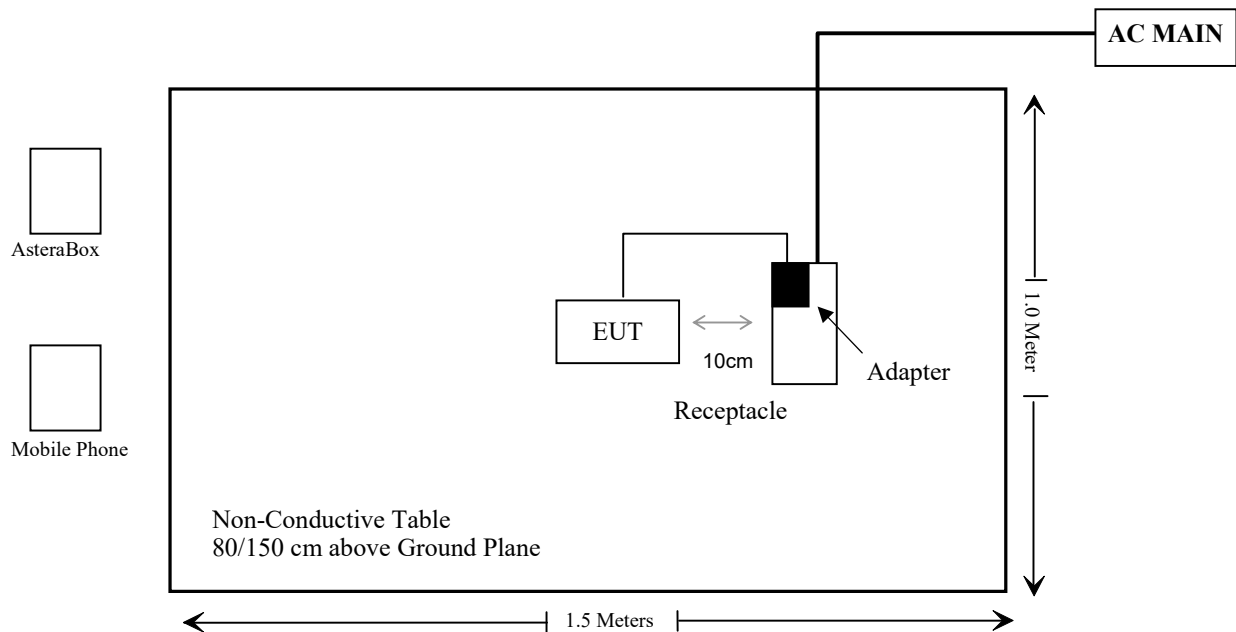 AC MAIN
AsteraBox
EUT
10cm
Adapter
Receptacle
1.0 Meter
Mobile Phone
Non-Conductive Table
80/150 cm above Ground Plane
1.5 Meters